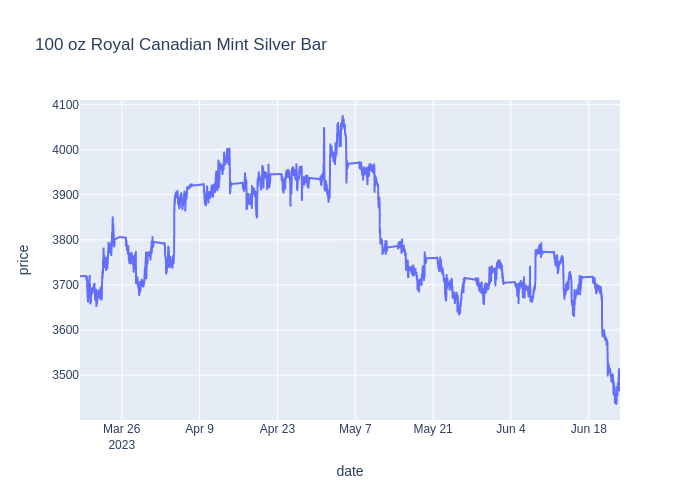 100 oz Royal Canadian Mint Silver Bar
4100
4000
3900
3800
3700
3600
3500
price
Mar 26
2023
Apr 9
Apr 23
May 7
May 21
Jun 4
Jun 18
date